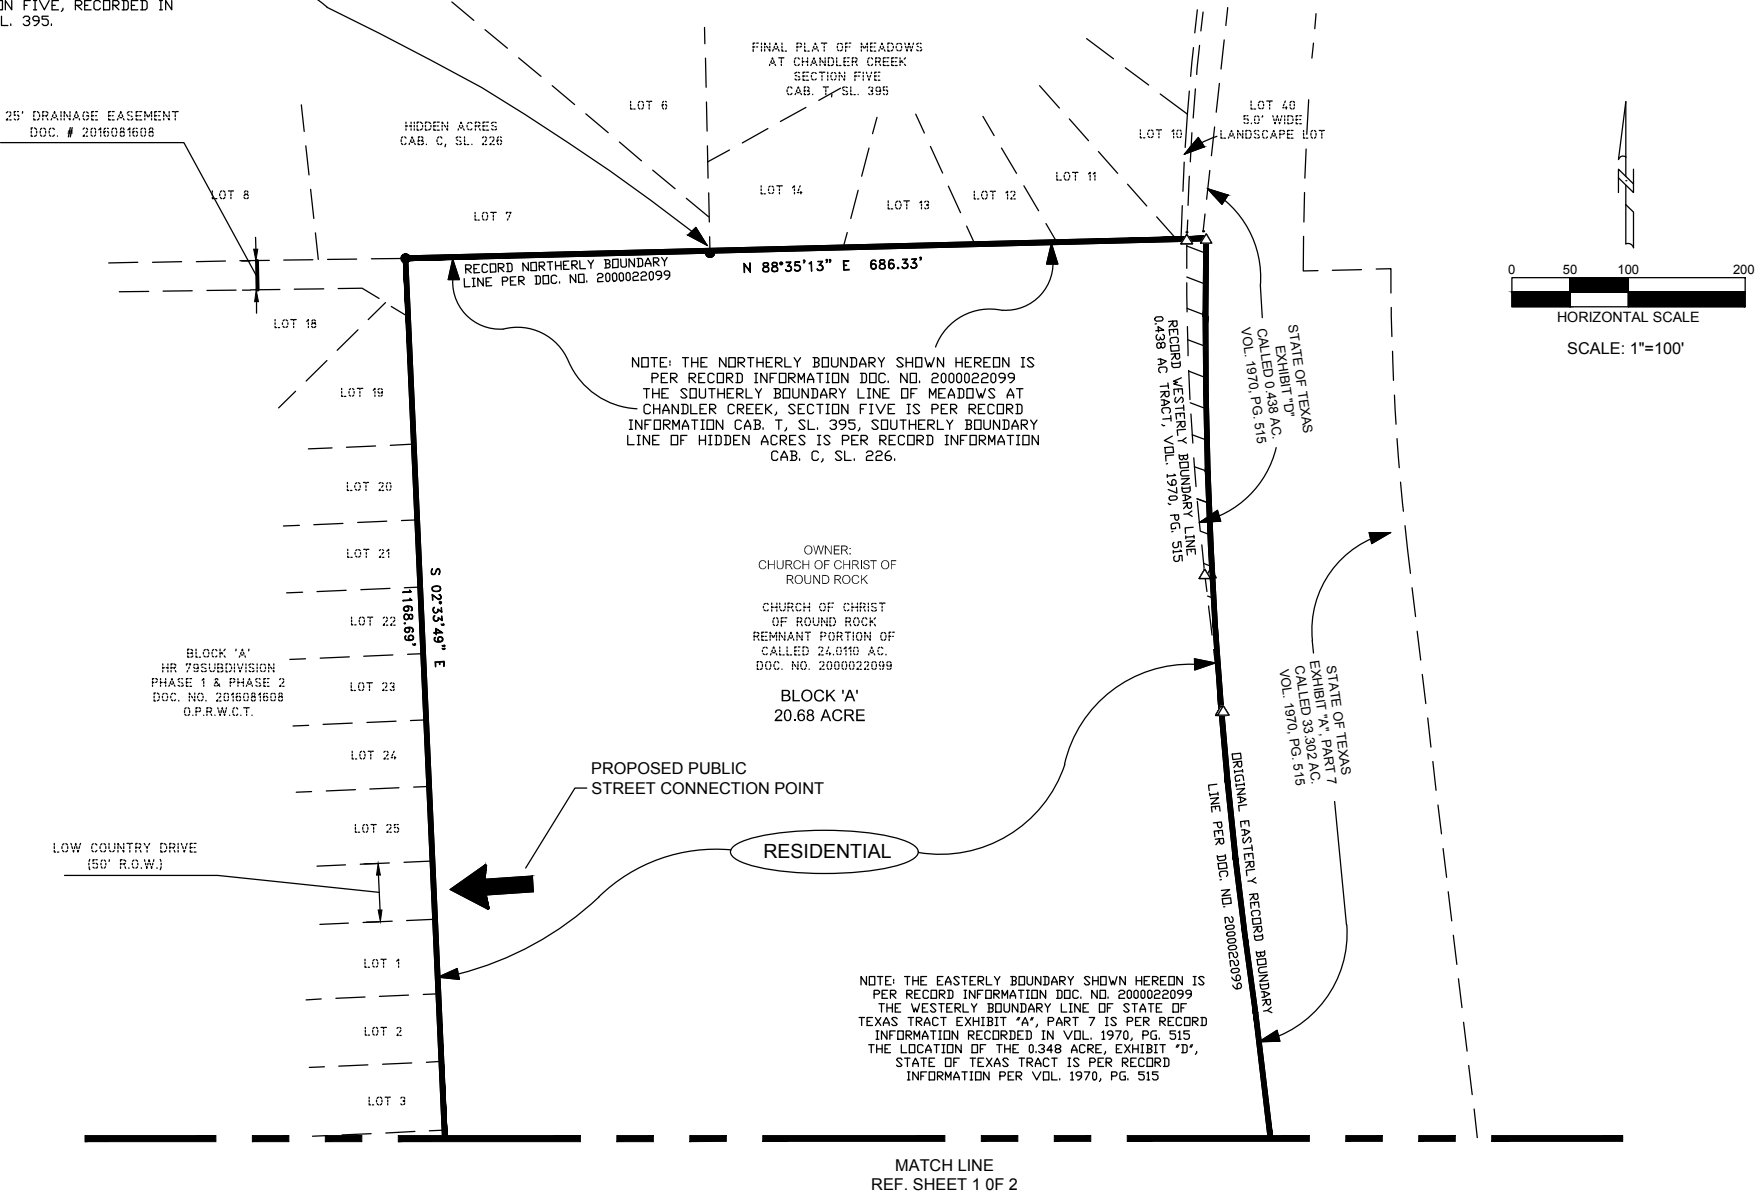 ON FIVE, RECORDED IN
L. 395.
FINAL PLAT OF MEADOWS
AT CHANDLER CREEK
SECTION FIVE
CAB. T, SL. 395
LOT 6
25' DRAINAGE EASEMENT
DOC. # 2016081608
HIDDEN ACRES
CAB. C, SL. 226
LOT 10
LOT 40
5.0' WIDE
LANDSCAPE LOT
LOT 8
LOT 7
LOT 14
LOT 13
LOT 12
LOT 11
RECORD NORTHERLY BOUNDARY
LINE PER DOC. NO. 2000022099
N 88°35'13" E 686.33'
N
0 50 100 200
HORIZONTAL SCALE
SCALE: 1"=100'
LOT 18
LOT 19
LOT 20
LOT 21
LOT 22
LOT 23
LOT 24
LOT 25
NOTE: THE NORTHERLY BOUNDARY SHOWN HEREON IS
PER RECORD INFORMATION DOC. NO. 2000022099
THE SOUTHERLY BOUNDARY LINE OF MEADOWS AT
CHANDLER CREEK, SECTION FIVE IS PER RECORD
INFORMATION CAB. T, SL. 395, SOUTHERLY BOUNDARY
LINE OF HIDDEN ACRES IS PER RECORD INFORMATION
CAB. C, SL. 226.
RECORD WESTERLY BOUNDARY LINE
0.438 AC TRACT, VOL. 1970, PG. 515
STATE OF TEXAS
EXHIBIT "D"
CALLED 0.438 AC.
VOL. 1970, PG. 515
S 02°33'49" E
1168.69'
OWNER:
CHURCH OF CHRIST OF
ROUND ROCK
CHURCH OF CHRIST
OF ROUND ROCK
REMNANT PORTION OF
CALLED 24.0110 AC.
DOC. NO. 2000022099
BLOCK 'A'
20.68 ACRE
BLOCK 'A'
HR 79SUBDIVISION
PHASE 1 & PHASE 2
DOC. NO. 2016081608
O.P.R.W.C.T.
STATE OF TEXAS
EXHIBIT "A", PART 7
CALLED 33.302 AC.
VOL. 1970, PG. 515
PROPOSED PUBLIC
STREET CONNECTION POINT
RESIDENTIAL
LOW COUNTRY DRIVE
(50' R.O.W.)
ORIGINAL EASTERLY RECORD BOUNDARY
LINE PER DOC. NO. 2000022099
LOT 1
LOT 2
LOT 3
NOTE: THE EASTERLY BOUNDARY SHOWN HEREON IS
PER RECORD INFORMATION DOC. NO. 2000022099
THE WESTERLY BOUNDARY LINE OF STATE OF
TEXAS TRACT EXHIBIT "A", PART 7 IS PER RECORD
INFORMATION RECORDED IN VOL. 1970, PG. 515
THE LOCATION OF THE 0.348 ACRE, EXHIBIT "D",
STATE OF TEXAS TRACT IS PER RECORD
INFORMATION PER VOL. 1970, PG. 515
MATCH LINE
REF. SHEET 1 OF 2